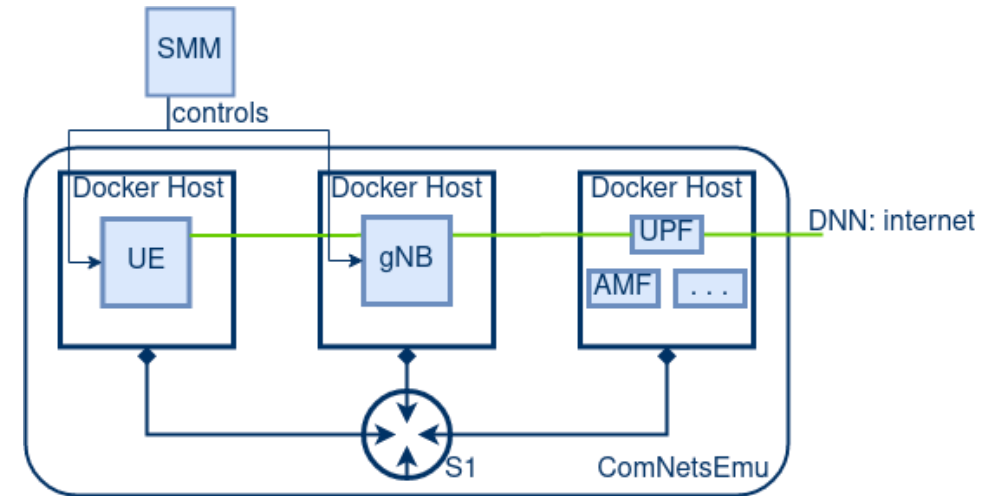 SMM
controls
Docker Host
Docker Host
Docker Host
DNN: internet
UE
gNB
UPF
AMF
. . .
S1
ComNetsEmu